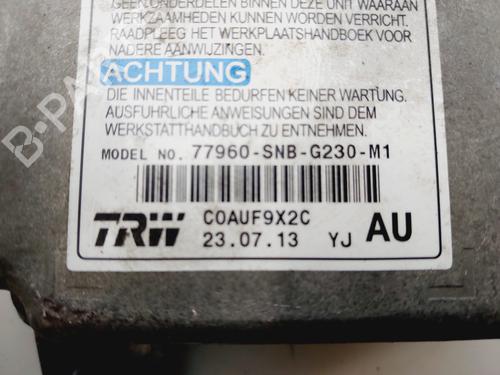 GEEN ONDERDELEN BINNEN DEZE UNIT WAARAAN
WERKZAAMHEDEN KUNNEN WORDEN VERRICHT.
RAADPLEEG HET WERKPLAATSHANDBOEK VOOR
NADERE AANWIJZINGEN.
ACHTUNG
DIE INNENTEILE BEDÜRFEN KEINER WARTUNG.
AUSFÜHRLICHE ANWEISUNGEN SIND DEM
WERKSTATTHANDBUCH ZU ENTNEHMEN.
MODEL NO. 77960-SNB-G230-M1
TRW C0AUF9X2C
23.07.13 YJ AU